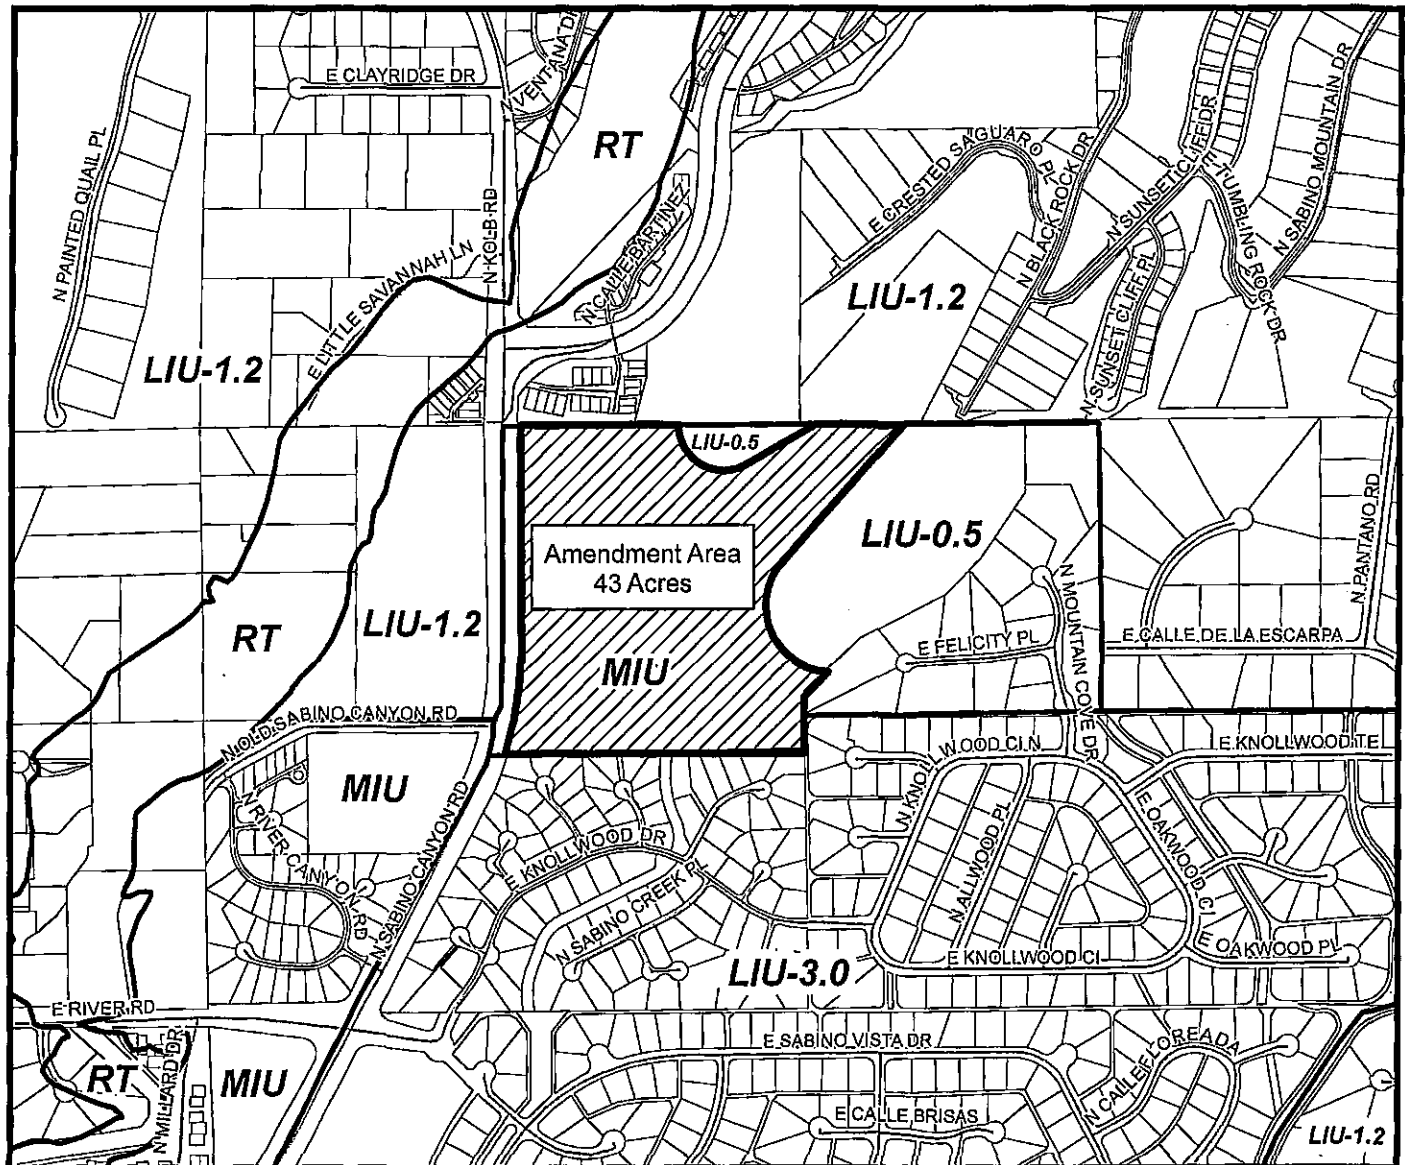 E CLAYRIDGE DR
N VENTANA DR
RT
N PAINTED QUAIL PL
N KOLB RD
E CRESTED SAGUARO PL
N BLACK ROCK DR
N SUNSET CLIFF DR
E TUMBLING ROCK DR
N SABINO MOUNTAIN DR
N CALLE BARTINEZ
E LITTLE SAVANNAH LN
LIU-1.2
LIU-1.2
N SUNSET CLIFF PL
LIU-0.5
LIU-0.5
Amendment Area
43 Acres
N PANTANO RD
RT
LIU-1.2
MIU
E FELICITY PL
N MOUNTAIN COVE DR
E CALLE DE LA ESCARPA
N OLD SABINO CANYON RD
MIU
N RIVER CANYON RD
N SABINO CANYON RD
E KNOLLWOOD DR
N SABINO CREEK PL
N KNOLLWOOD CI N
N ALLWOOD PL
E KNOLLWOOD TE
E OAKWOOD CI
E OAKWOOD PL
E KNOLLWOOD CI
LIU-3.0
E RIVER RD
RT
N MILLARD DR
MIU
E SABINO VISTA DR
E CALLE BRISAS
N CALLE FLOREADA
LIU-1.2